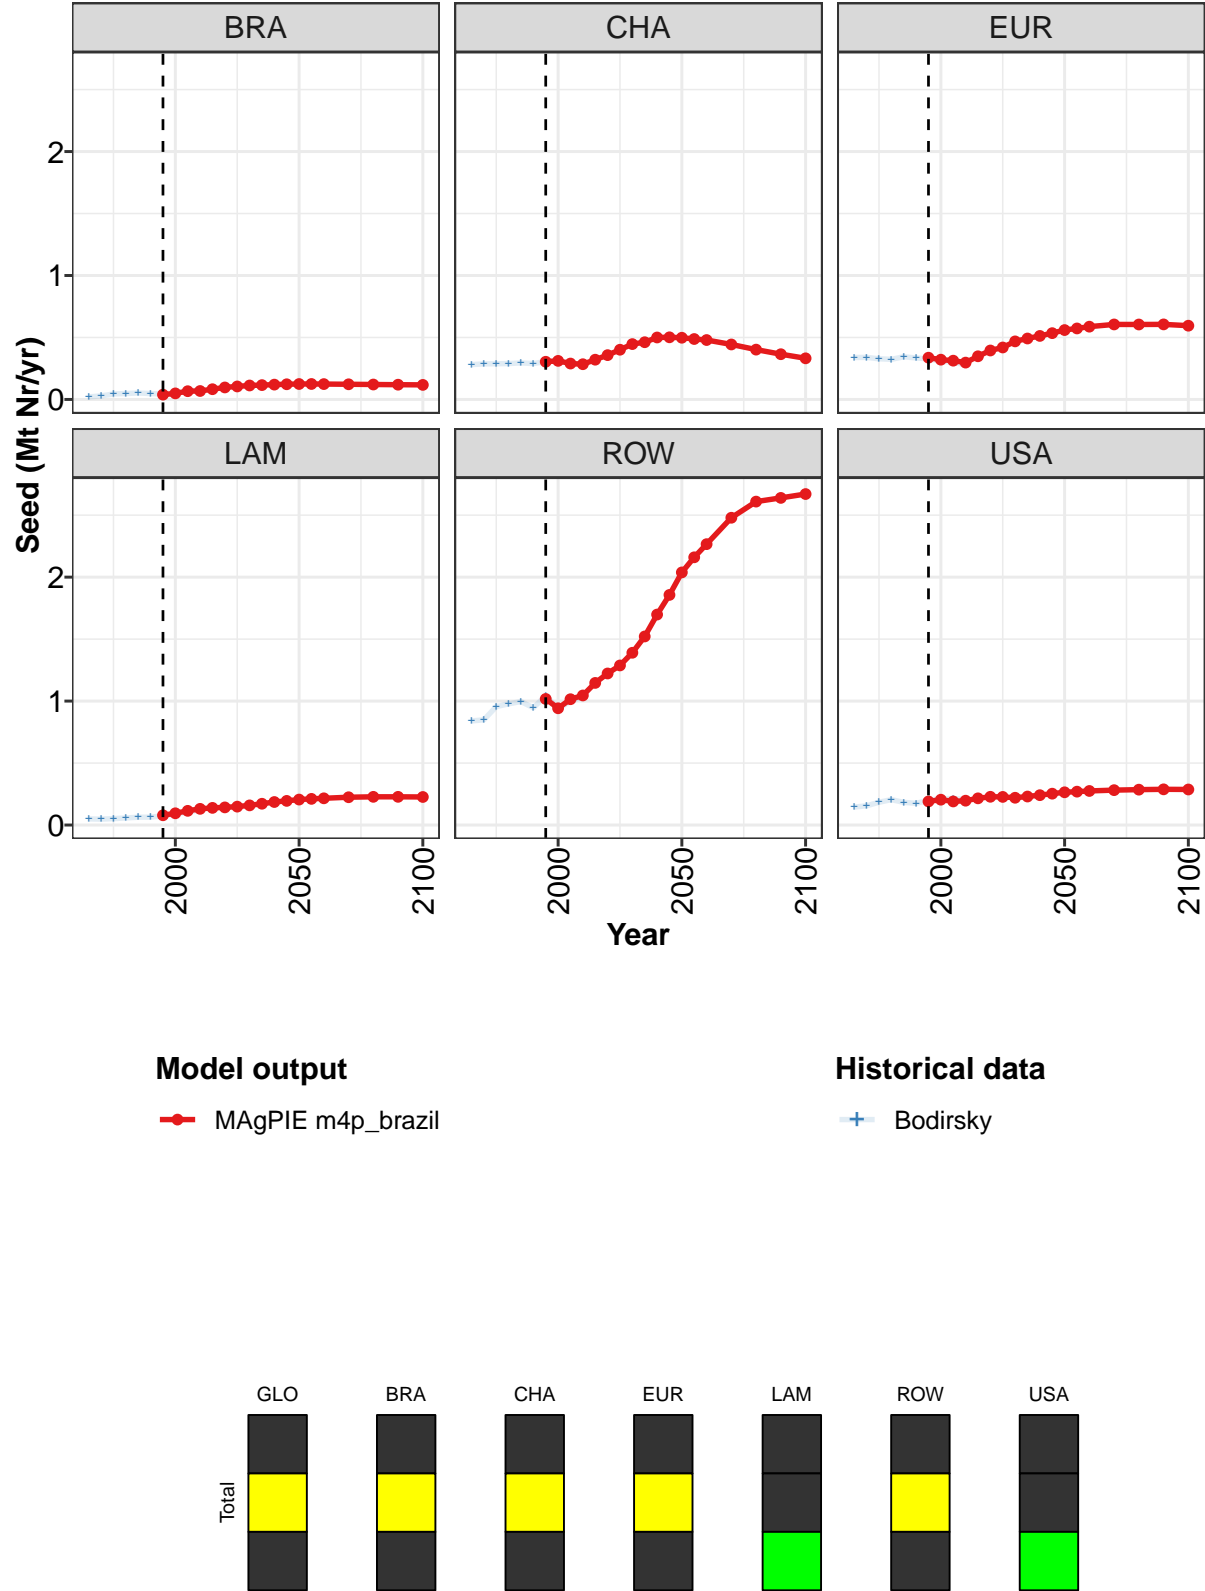 BRA
CHA
EUR
2
1
0
LAM
ROW
USA
2
1
0
Seed (Mt Nr/yr)
2000
2050
2100
2000
2050
2100
2000
2050
2100
Year
Model output
MAgPIE m4p_brazil
Historical data
Bodirsky
GLO
BRA
CHA
EUR
LAM
ROW
USA
Total